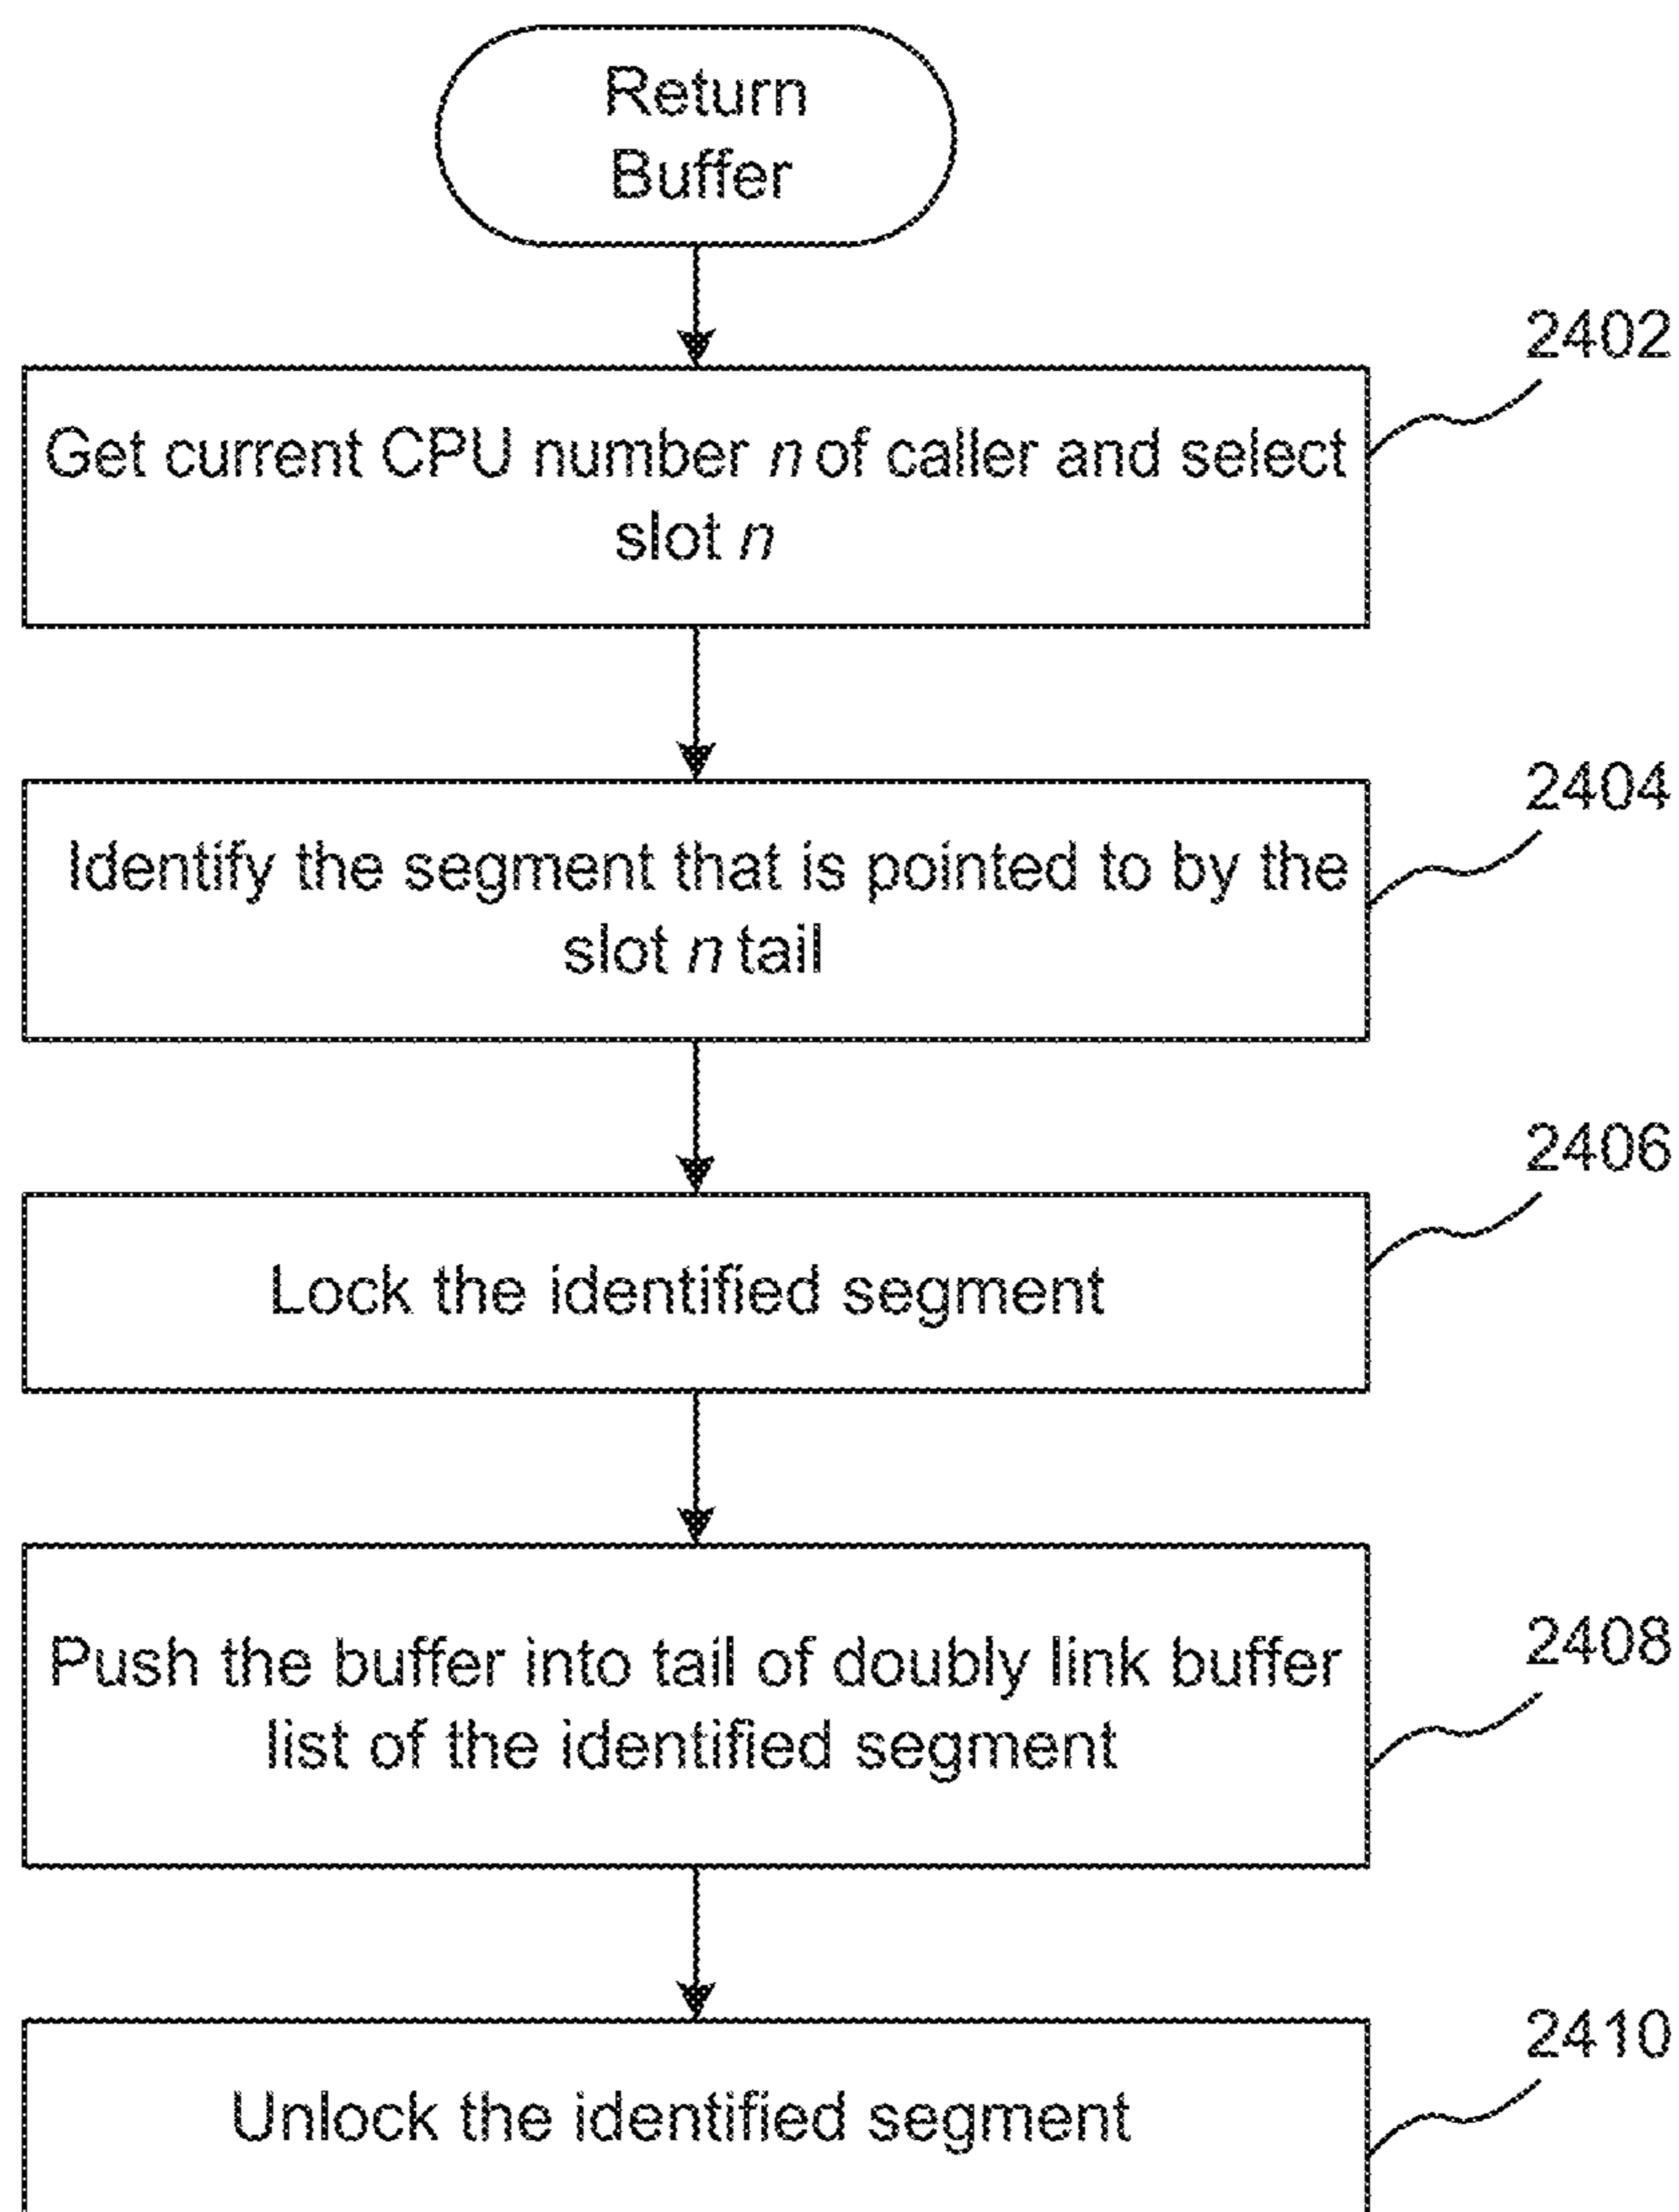 Return
Buffer
2402
Get current CPU number n of caller and select
slot n
2404
Identify the segment that is pointed to by the
slot n tail
2406
Lock the identified segment
2408
Push the buffer into tail of doubly link buffer
list of the identified segment
2410
Unlock the identified segment